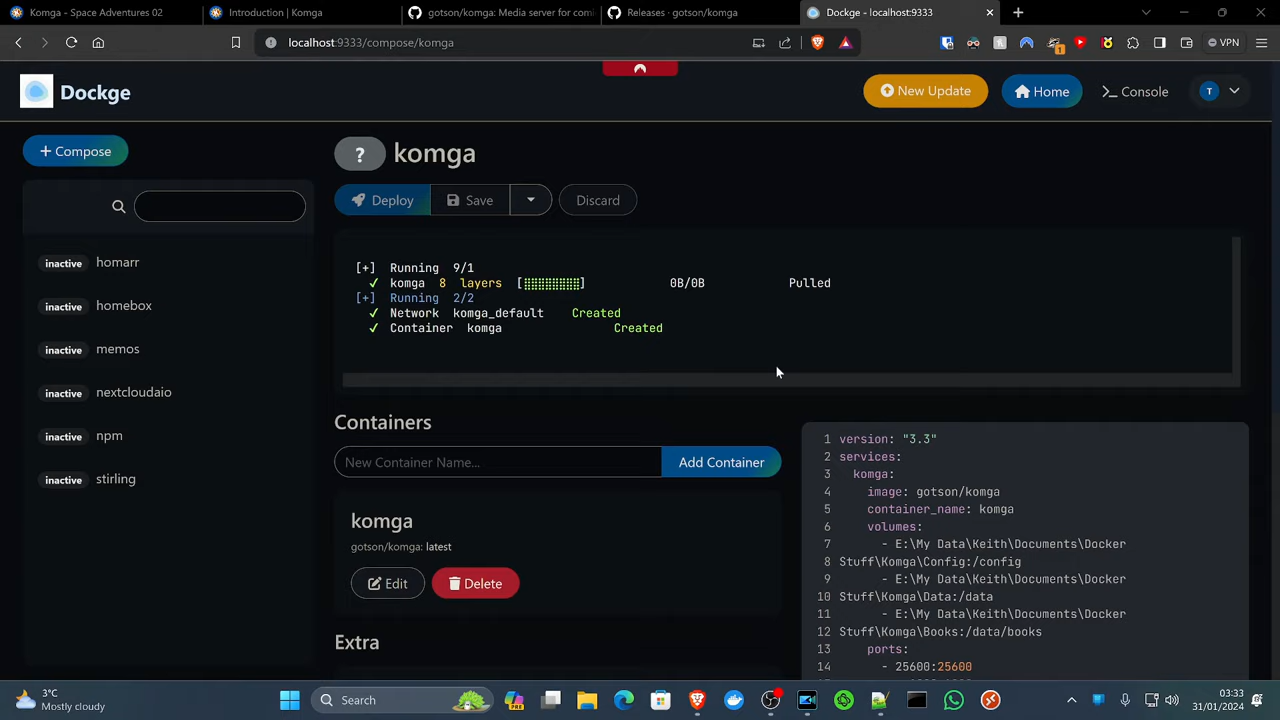 Komga - Space Adventures 02
Introduction | Komga
gotson/komga: Media server for com
Releases · gotson/komga
Dockge - localhost:9333
localhost:9333/compose/komga
1
VPN
Dockge
New Update
Home
Console
T
+ Compose
? komga
Deploy
Save
Discard
inactive homarr
inactive homebox
inactive memos
inactive nextcloudaio
inactive npm
inactive stirling
[+] Running 9/1
✓ komga 8 layers [⣿⣿⣿⣿⣿⣿⣿⣿] 0B/0B Pulled
[+] Running 2/2
✓ Network komga_default Created
✓ Container komga Created
Containers
New Container Name...
Add Container
komga
gotson/komga: latest
Edit
Delete
Extra
1 version: "3.3"
2 services:
3 komga:
4 image: gotson/komga
5 container_name: komga
6 volumes:
7 - E:\My Data\Keith\Documents\Docker
8 Stuff\Komga\Config:/config
9 - E:\My Data\Keith\Documents\Docker
10 Stuff\Komga\Data:/data
11 - E:\My Data\Keith\Documents\Docker
12 Stuff\Komga\Books:/data/books
13 ports:
14 - 25600:25600
3°C
Mostly cloudy
Search
31/01/2024